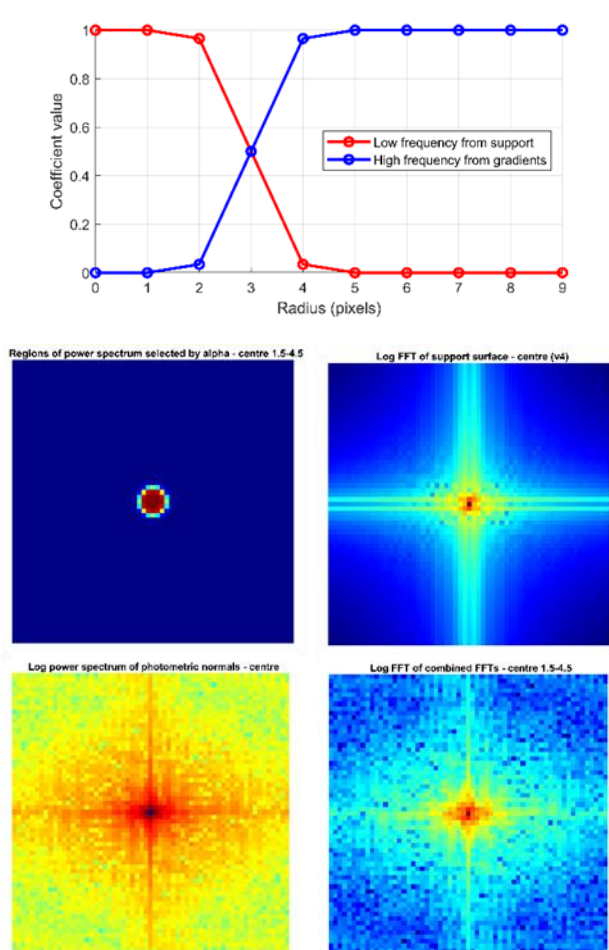 1
0.8
0.6
0.4
0.2
0
Coefficient value
Low frequency from support
High frequency from gradients
0 1 2 3 4 5 6 7 8 9
Radius (pixels)
Regions of power spectrum selected by alpha - centre 1.5-4.5
Log FFT of support surface - centre (v4)
Log power spectrum of photometric normals - centre
Log FFT of combined FFTs - centre 1.5-4.5